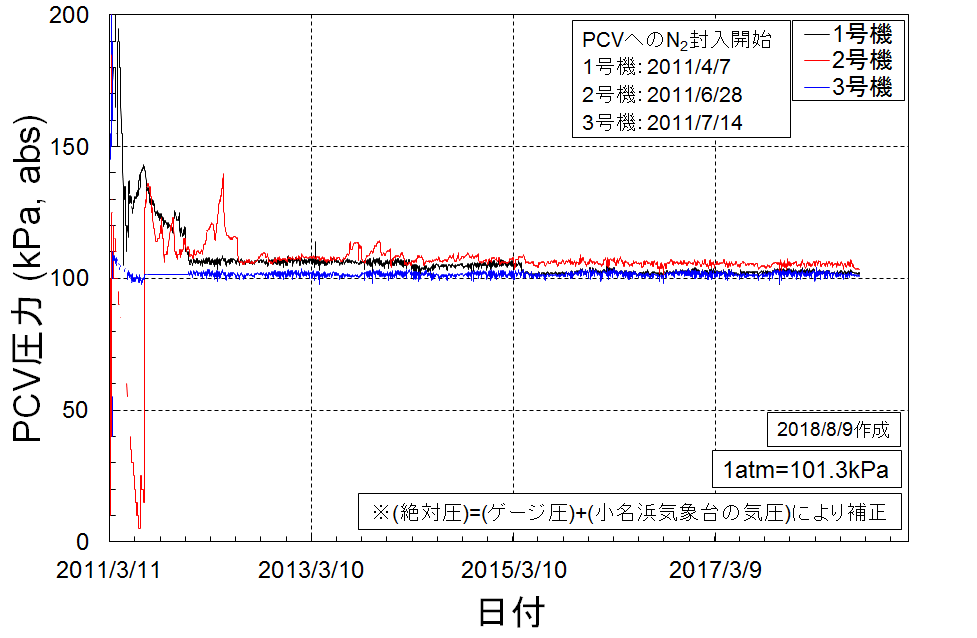 200
150
100
50
0
PCV圧力 (kPa, abs)
PCVへのN₂封入開始
1号機: 2011/4/7
2号機: 2011/6/28
3号機: 2011/7/14
1号機
2号機
3号機
2018/8/9作成
1atm=101.3kPa
※(絶対圧)=(ゲージ圧)+(小名浜気象台の気圧)により補正
2011/3/11
2013/3/10
2015/3/10
2017/3/9
日付